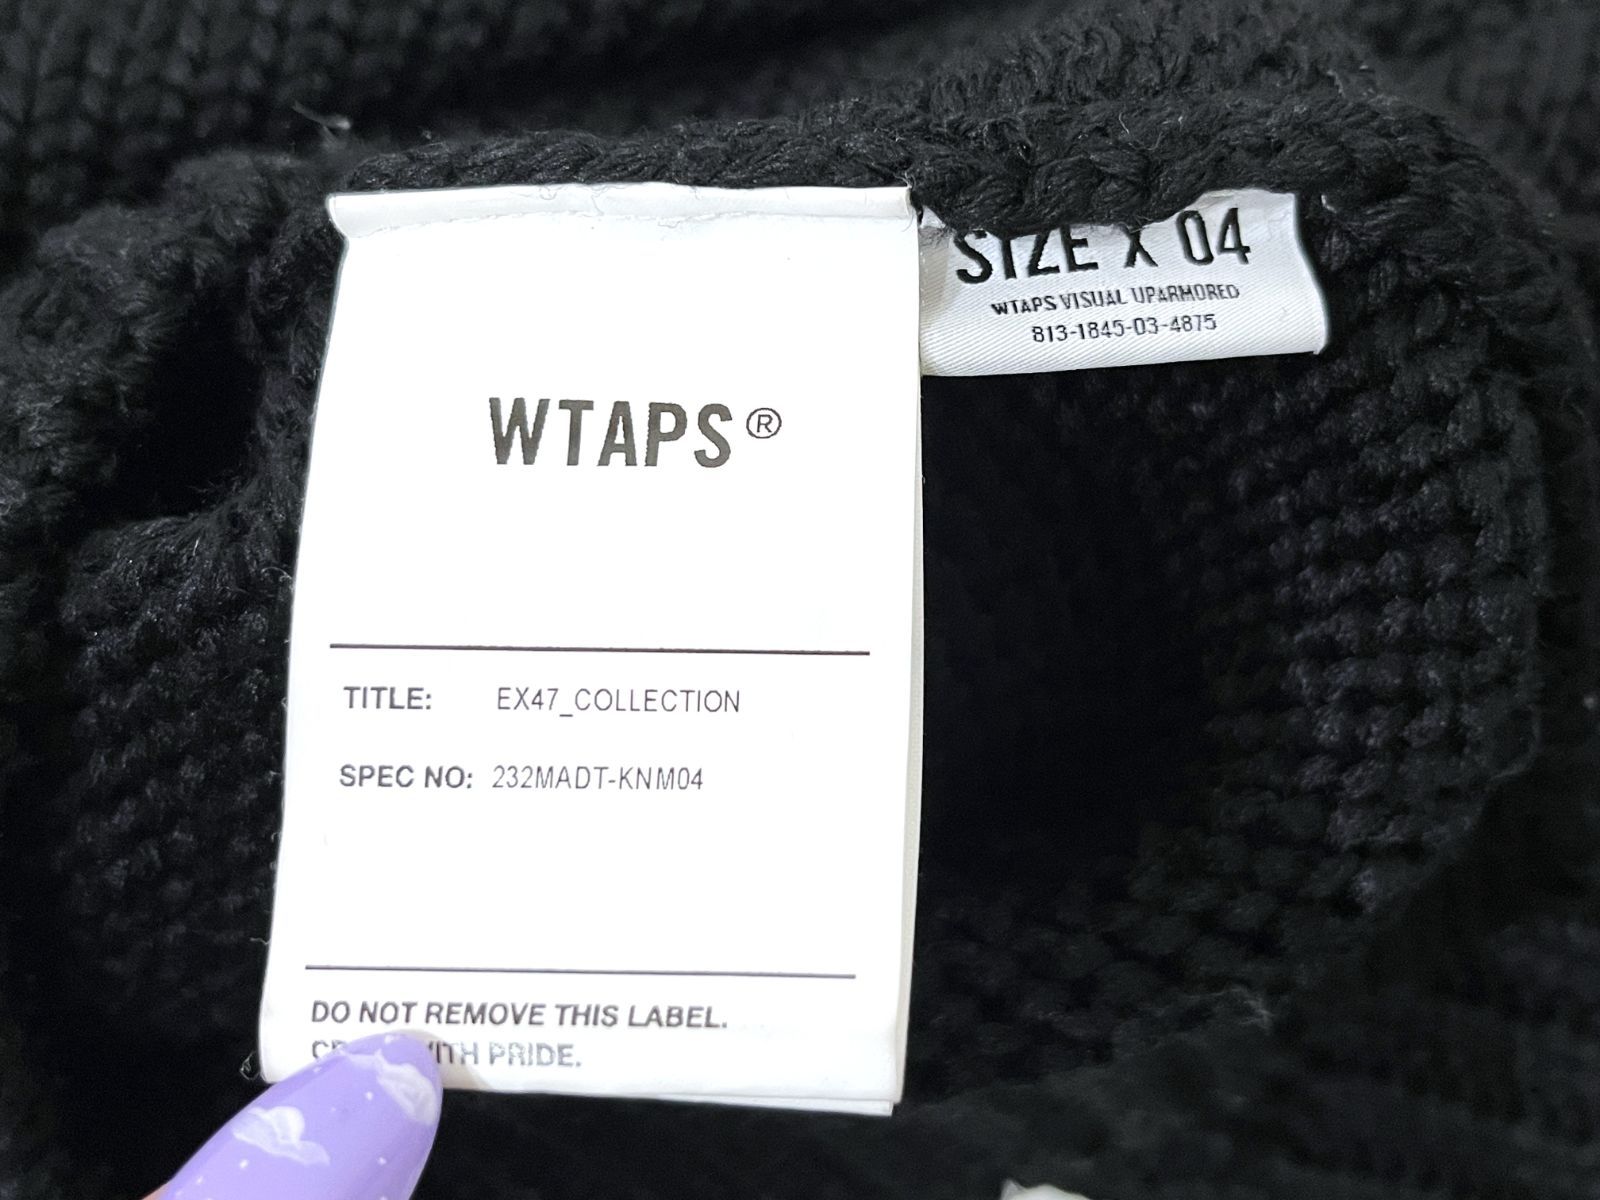 WTAPS®
TITLE: EX47_COLLECTION
SPEC NO: 232MADT-KNM04
DO NOT REMOVE THIS LABEL.
WITH PRIDE.
SIZE X 04
WTAPS VISUAL UPARMORED
813-1845-03-4875